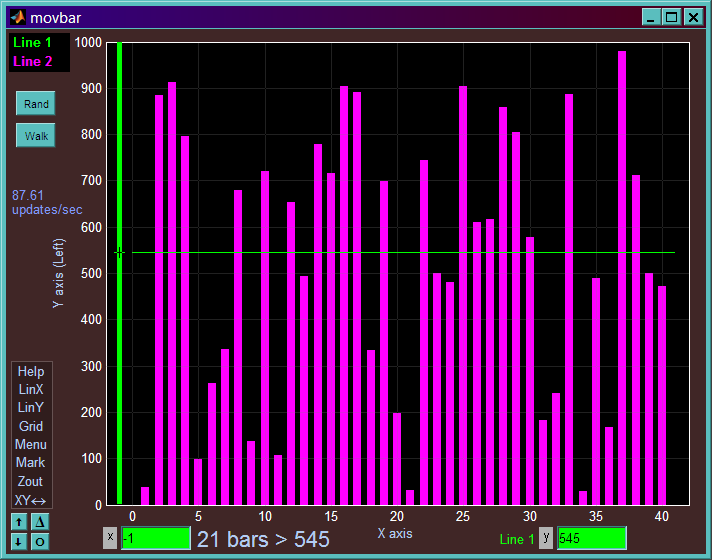 movbar
Line 1
Line 2
Rand
Walk
87.61
updates/sec
Y axis (Left)
1000
900
800
700
600
500
400
300
200
100
0
Help
LinX
LinY
Grid
Menu
Mark
Zout
XY↔
↑ Δ
↓ O
0 5 10 15 20 25 30 35 40
X axis
x -1 21 bars > 545 Line 1 y 545